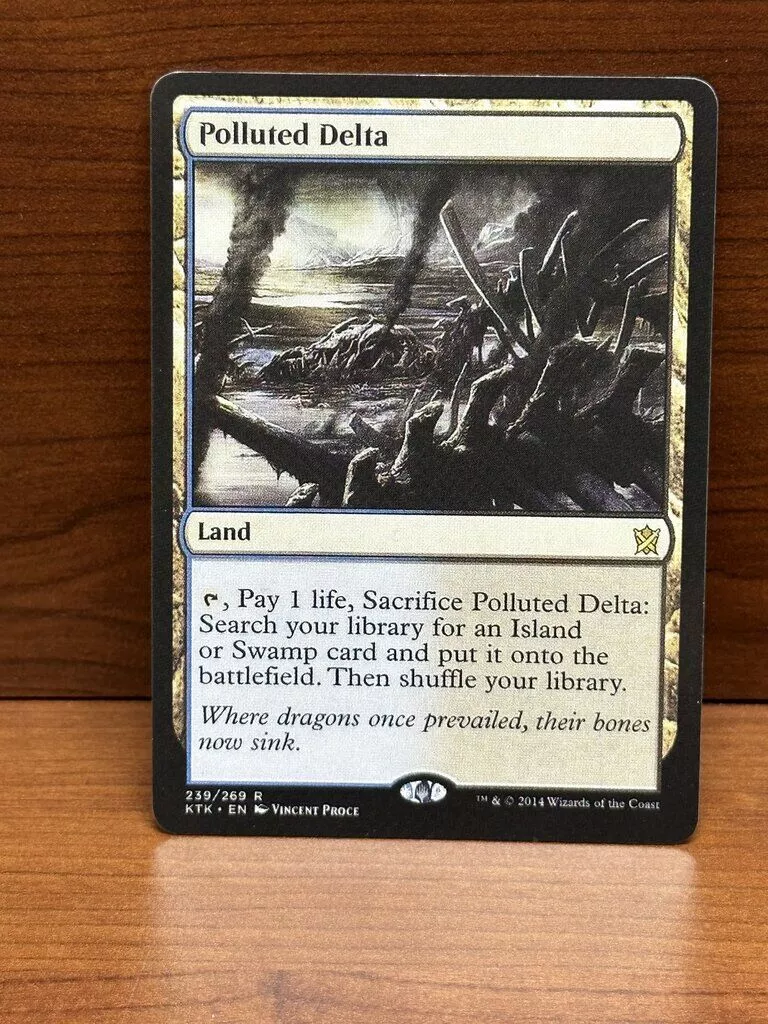 Polluted Delta
Land
, Pay 1 life, Sacrifice Polluted Delta:
Search your library for an Island
or Swamp card and put it onto the
battlefield. Then shuffle your library.
Where dragons once prevailed, their bones
now sink.
239/269 R
KTK • EN Vincent Proce
™ & © 2014 Wizards of the Coast